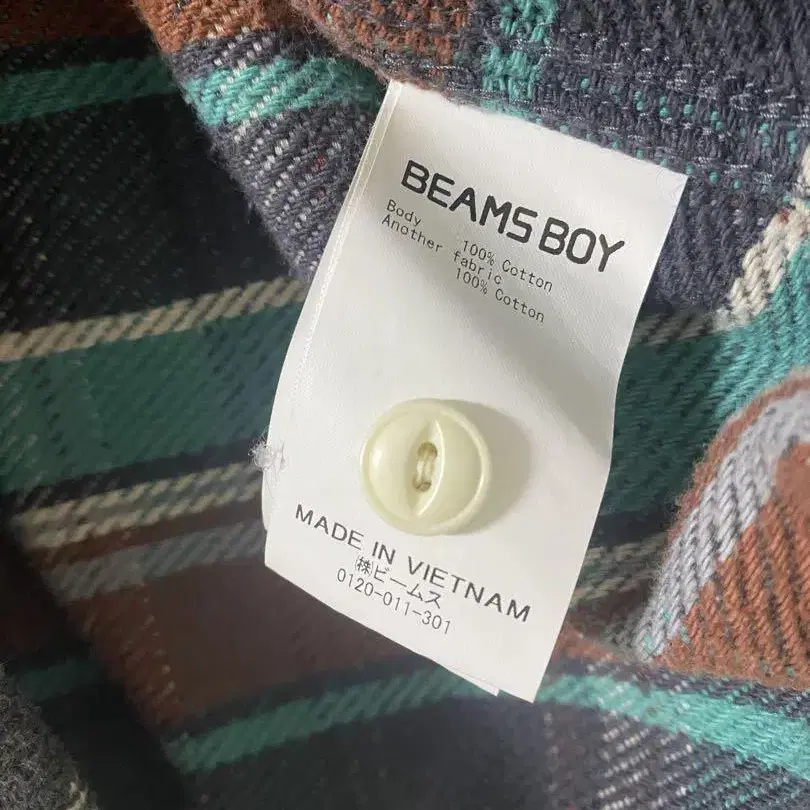 BEAMS BOY
Body 100% Cotton
Another fabric
100% Cotton
MADE IN VIETNAM
㈱ビームス
0120-011-301